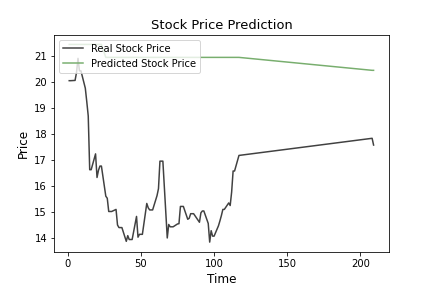 Stock Price Prediction
Real Stock Price
Predicted Stock Price
Price
21
20
19
18
17
16
15
14
0 50 100 150 200
Time